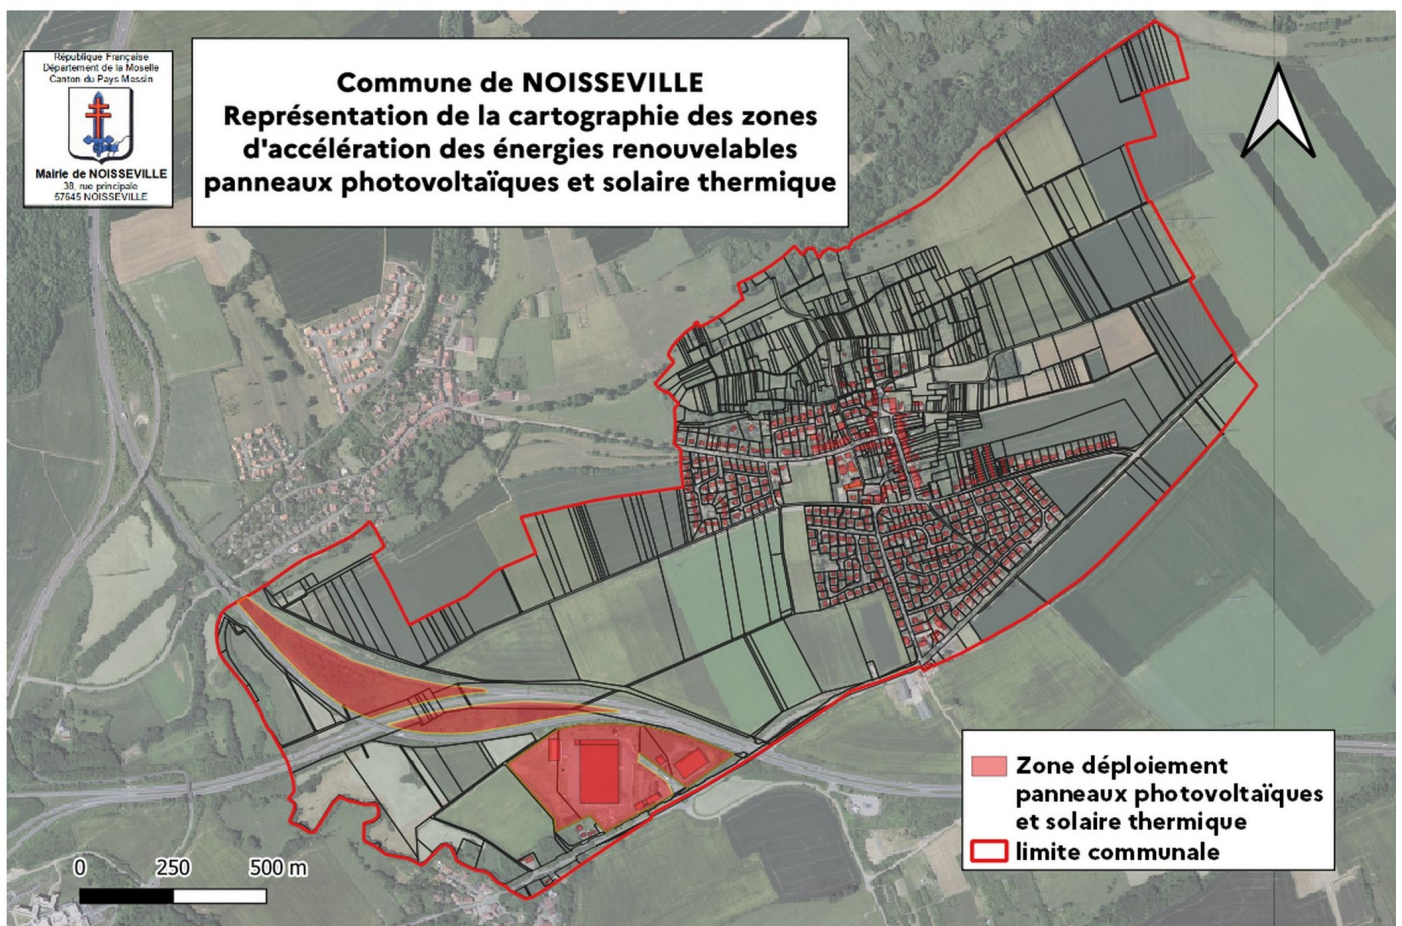 République Française
Département de la Moselle
Canton du Pays Messin
Mairie de NOISSEVILLE
38, rue principale
57645 NOISSEVILLE
Commune de NOISSEVILLE
Représentation de la cartographie des zones
d'accélération des énergies renouvelables
panneaux photovoltaïques et solaire thermique
Zone déploiement
panneaux photovoltaïques
et solaire thermique
limite communale
0 250 500 m